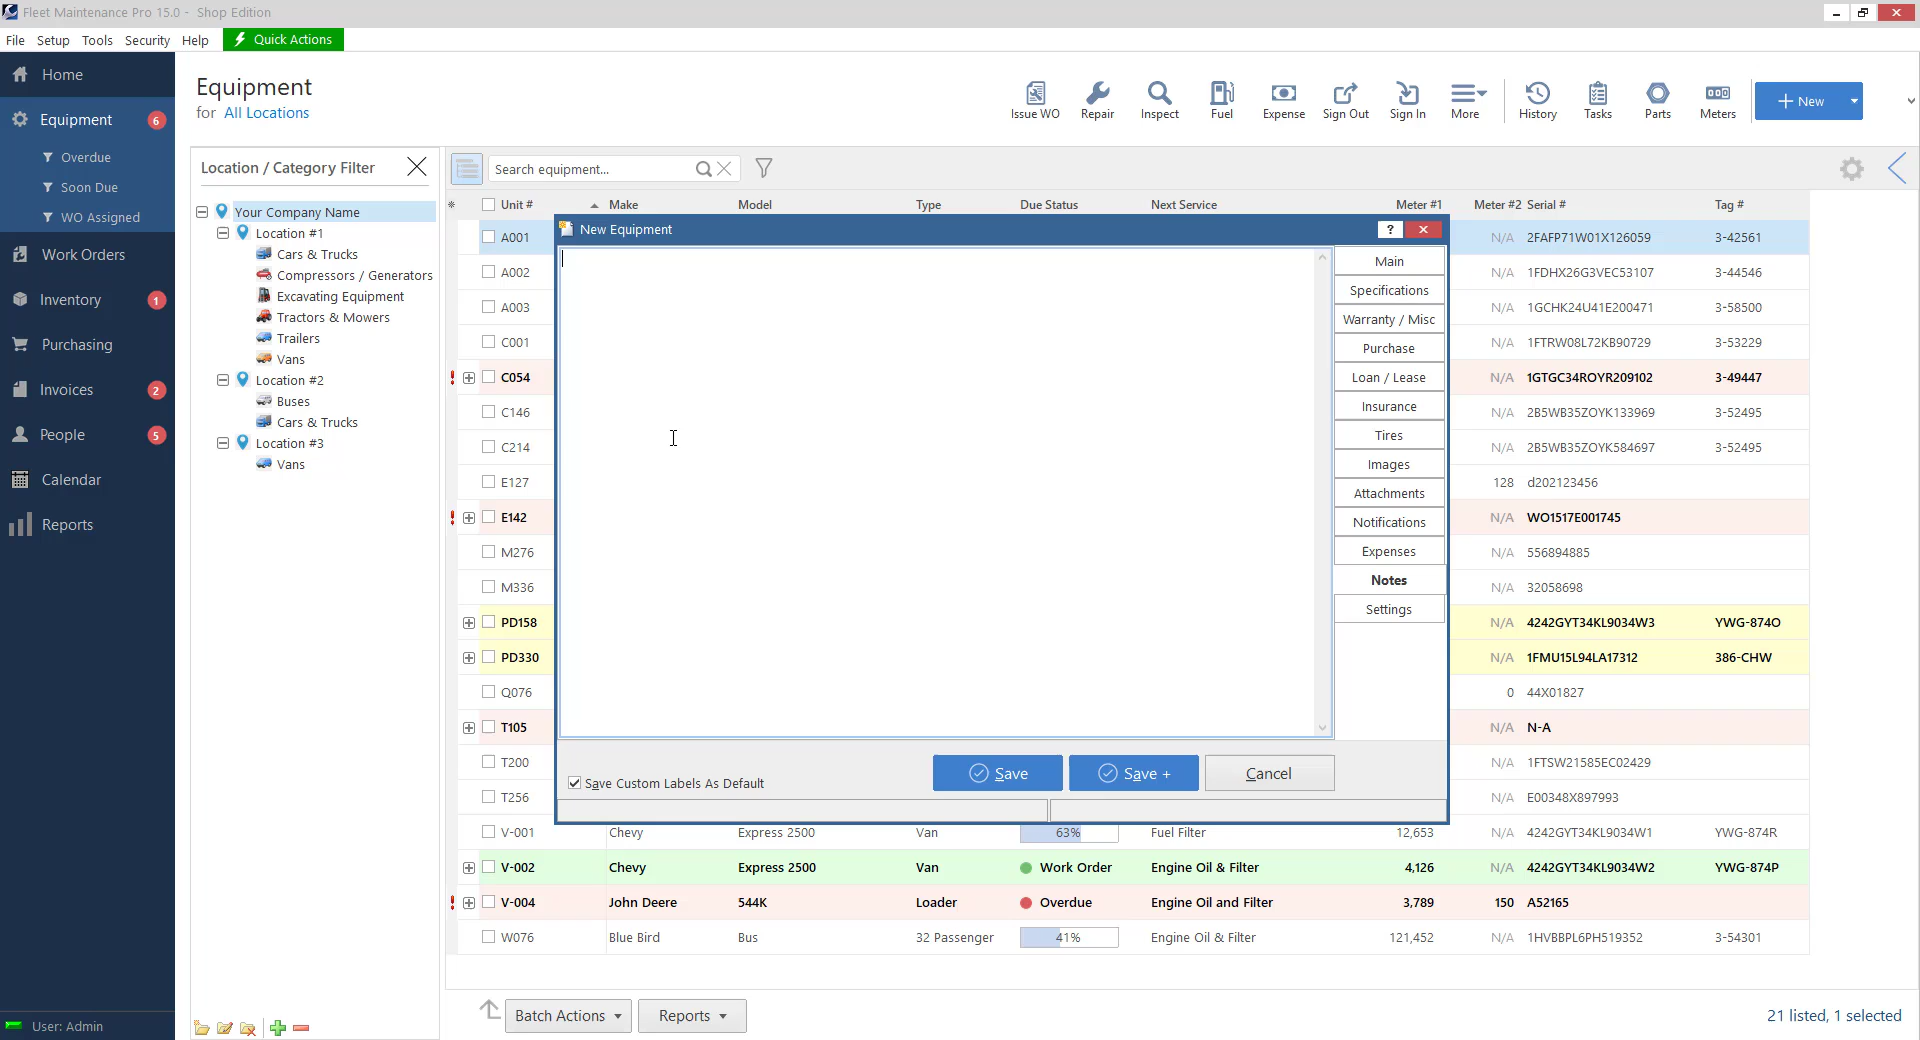 Fleet Maintenance Pro 15.0 - Shop Edition
File Setup Tools Security Help Quick Actions
Home
Equipment 6
Overdue
Soon Due
WO Assigned
Work Orders
Inventory 1
Purchasing
Invoices 2
People 5
Calendar
Reports
User: Admin
Equipment
for All Locations
Issue WO Repair Inspect Fuel Expense Sign Out Sign In More History Tasks Parts Meters + New
Location / Category Filter
Your Company Name
Location #1
Cars & Trucks
Compressors / Generators
Excavating Equipment
Tractors & Mowers
Trailers
Vans
Location #2
Buses
Cars & Trucks
Location #3
Vans
Search equipment...
* Unit # Make Model Type Due Status Next Service Meter #1 Meter #2 Serial # Tag #
A001 N/A 2FAFP71W01X126059 3-42561
A002 N/A 1FDHX26G3VEC53107 3-44546
A003 N/A 1GCHK24U41E200471 3-58500
C001 N/A 1FTRW08L72KB90729 3-53229
! C054 N/A 1GTGC34ROYR209102 3-49447
C146 N/A 2B5WB35ZOYK133969 3-52495
C214 N/A 2B5WB35ZOYK584697 3-52495
E127 128 d202123456
! E142 N/A WO1517E001745
M276 N/A 556894885
M336 N/A 32058698
PD158 N/A 4242GYT34KL9034W3 YWG-874O
PD330 N/A 1FMU15L94LA17312 386-CHW
Q076 0 44X01827
T105 N/A N-A
T200 N/A 1FTSW21585EC02429
T256 N/A E00348X897993
V-001 Chevy Express 2500 Van 63% Fuel Filter 12,653 N/A 4242GYT34KL9034W1 YWG-874R
V-002 Chevy Express 2500 Van Work Order Engine Oil & Filter 4,126 N/A 4242GYT34KL9034W2 YWG-874P
! V-004 John Deere 544K Loader Overdue Engine Oil and Filter 3,789 150 A52165
W076 Blue Bird Bus 32 Passenger 41% Engine Oil & Filter 121,452 N/A 1HVBBPL6PH519352 3-54301
New Equipment ?
Main
Specifications
Warranty / Misc
Purchase
Loan / Lease
Insurance
Tires
Images
Attachments
Notifications
Expenses
Notes
Settings
Save Custom Labels As Default
Save
Save +
Cancel
Batch Actions Reports
21 listed, 1 selected